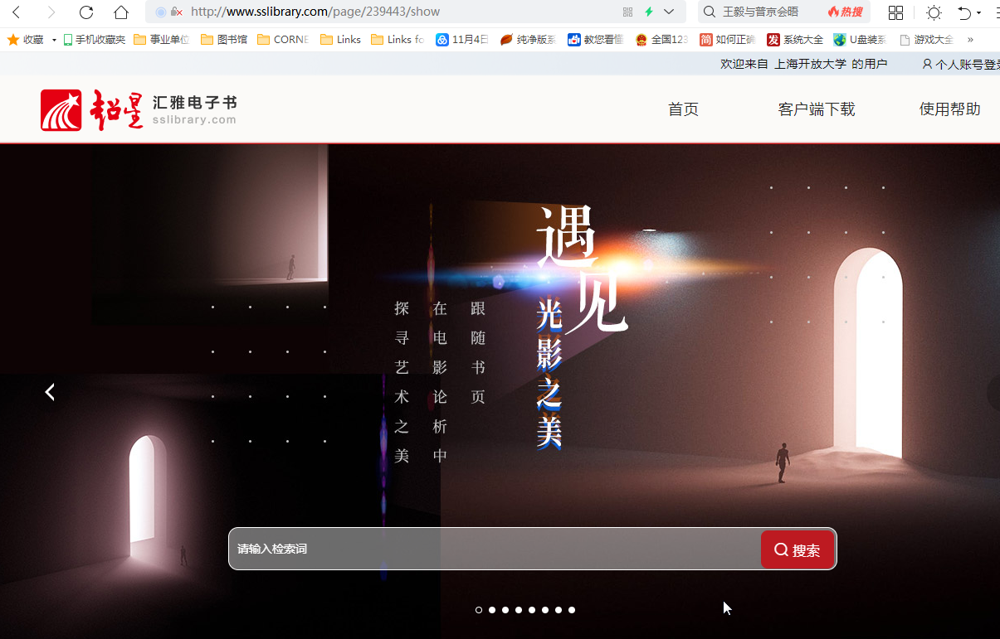 http://www.sslibrary.com/page/239443/show
王毅与普京会晤
热搜
收藏
手机收藏夹
事业单位
图书馆
CORNE
Links
Links fo
11月4日
纯净版系
教您看懂
全国123
如何正确
系统大全
U盘装系
游戏大全
»
欢迎来自 上海开放大学 的用户
个人账号登录
超星
汇雅电子书
sslibrary.com
首页
客户端下载
使用帮助
遇见
光影之美
跟随书页
在电影论析中
探寻艺术之美
请输入检索词
搜索